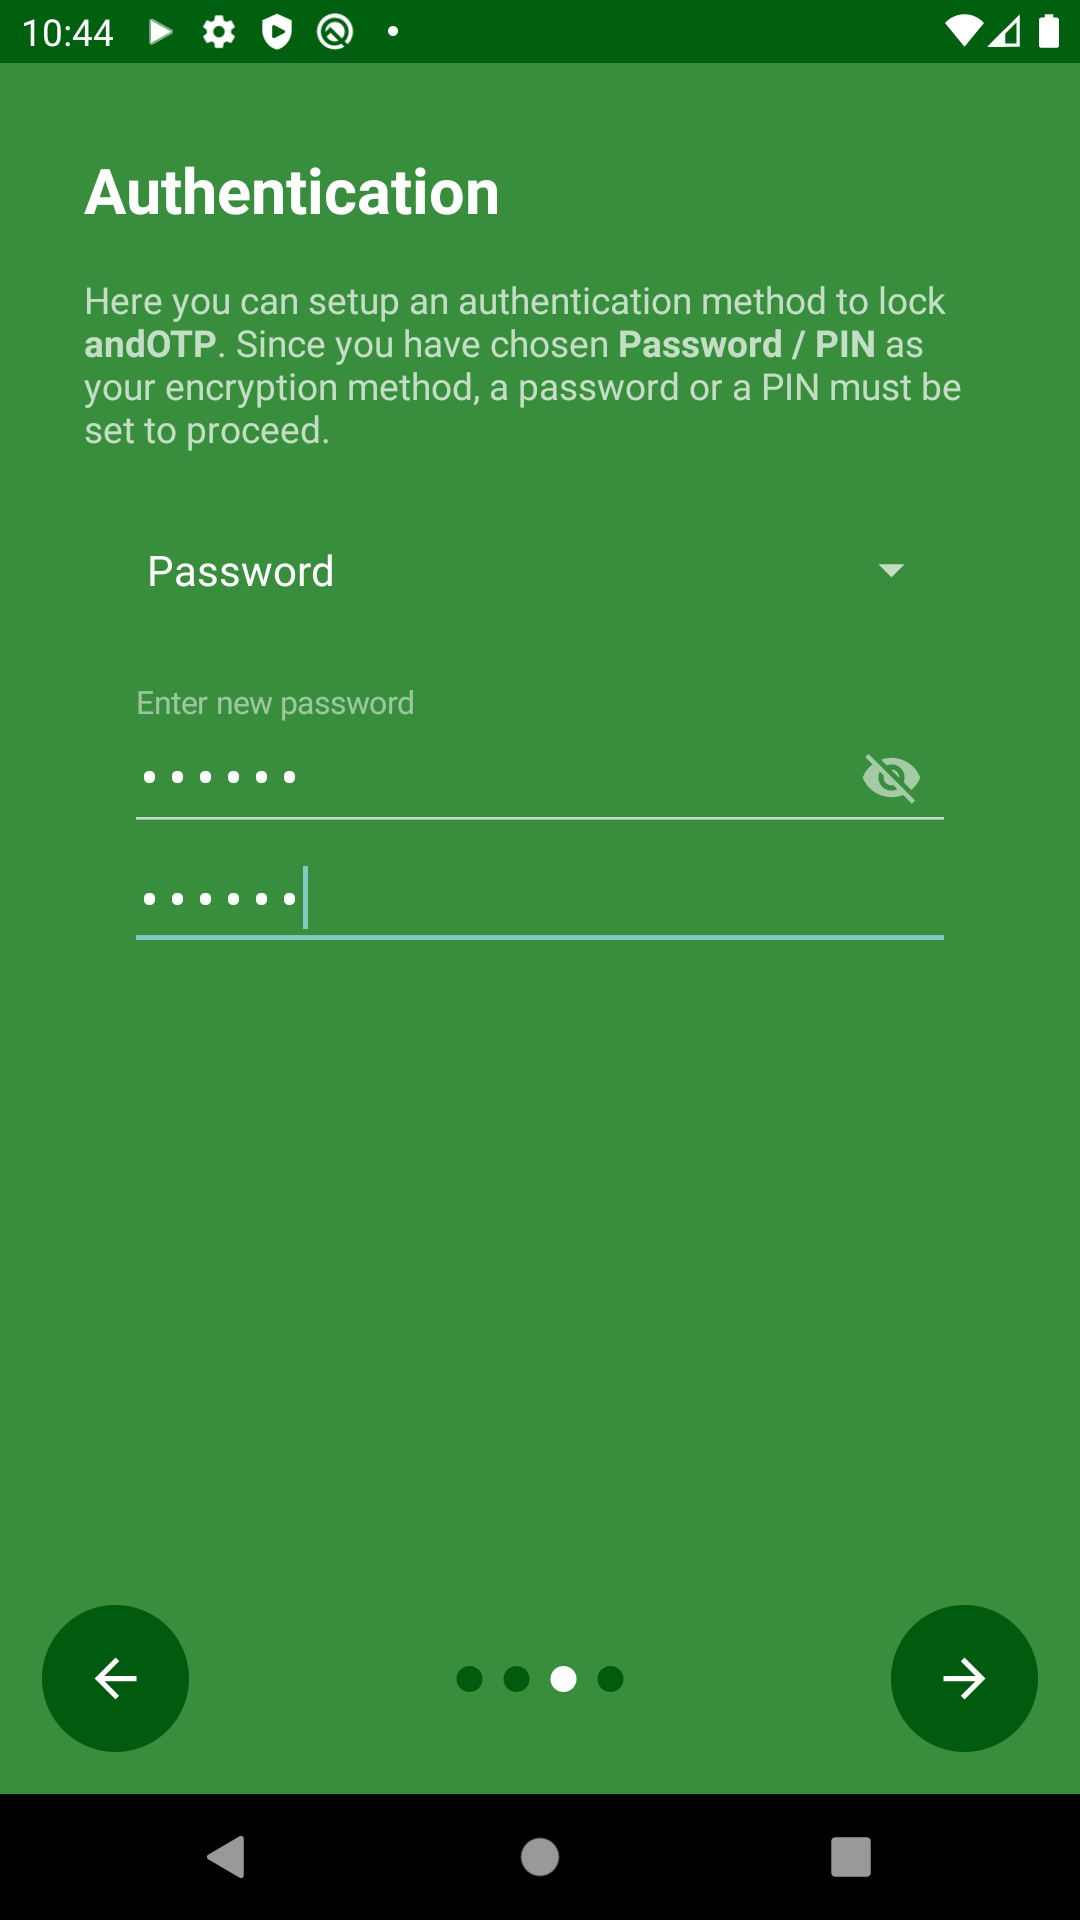 10:44
Authentication
Here you can setup an authentication method to lock
andOTP. Since you have chosen Password / PIN as
your encryption method, a password or a PIN must be
set to proceed.
Password
Enter new password
••••••
••••••